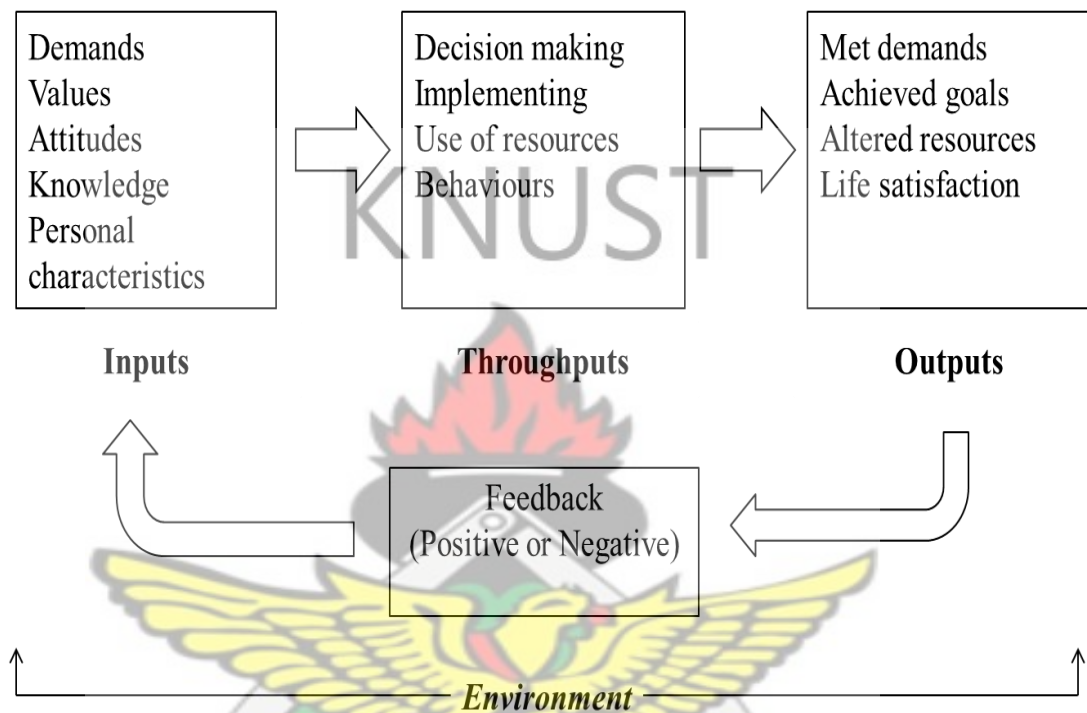 Demands
Values
Attitudes
Knowledge
Personal
characteristics
Decision making
Implementing
Use of resources
Behaviours
Met demands
Achieved goals
Altered resources
Life satisfaction
KNUST
Inputs
Throughputs
Outputs
Feedback
(Positive or Negative)
Environment